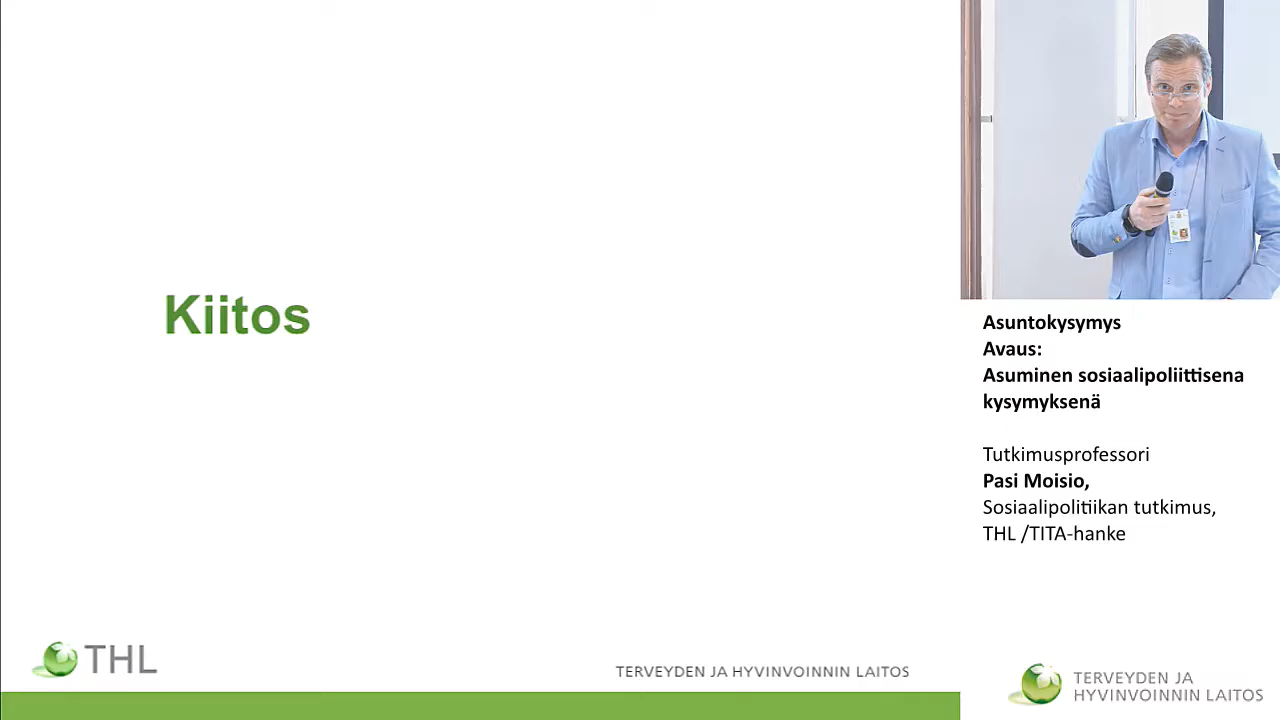 Kiitos
THL
TERVEYDEN JA HYVINVOINNIN LAITOS
Asuntokysymys
Avaus:
Asuminen sosiaalipoliittisena
kysymyksenä
Tutkimusprofessori
Pasi Moisio,
Sosiaalipolitiikan tutkimus,
THL /TITA-hanke
TERVEYDEN JA
HYVINVOINNIN LAITOS